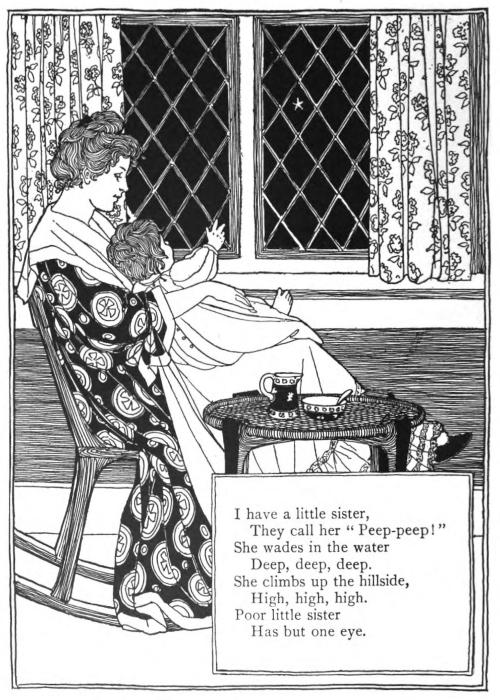 I have a little sister,
They call her “ Peep-peep! ”
She wades in the water
Deep, deep, deep.
She climbs up the hillside,
High, high, high.
Poor little sister
Has but one eye.